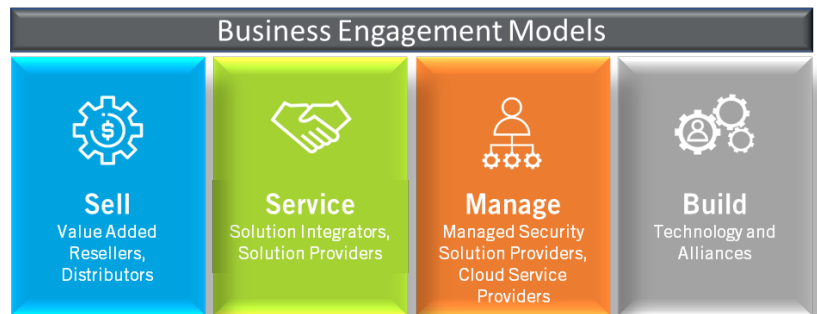 Business Engagement Models
$
Sell
Value Added
Resellers,
Distributors
Service
Solution Integrators,
Solution Providers
Manage
Managed Security
Solution Providers,
Cloud Service
Providers
Build
Technology and
Alliances